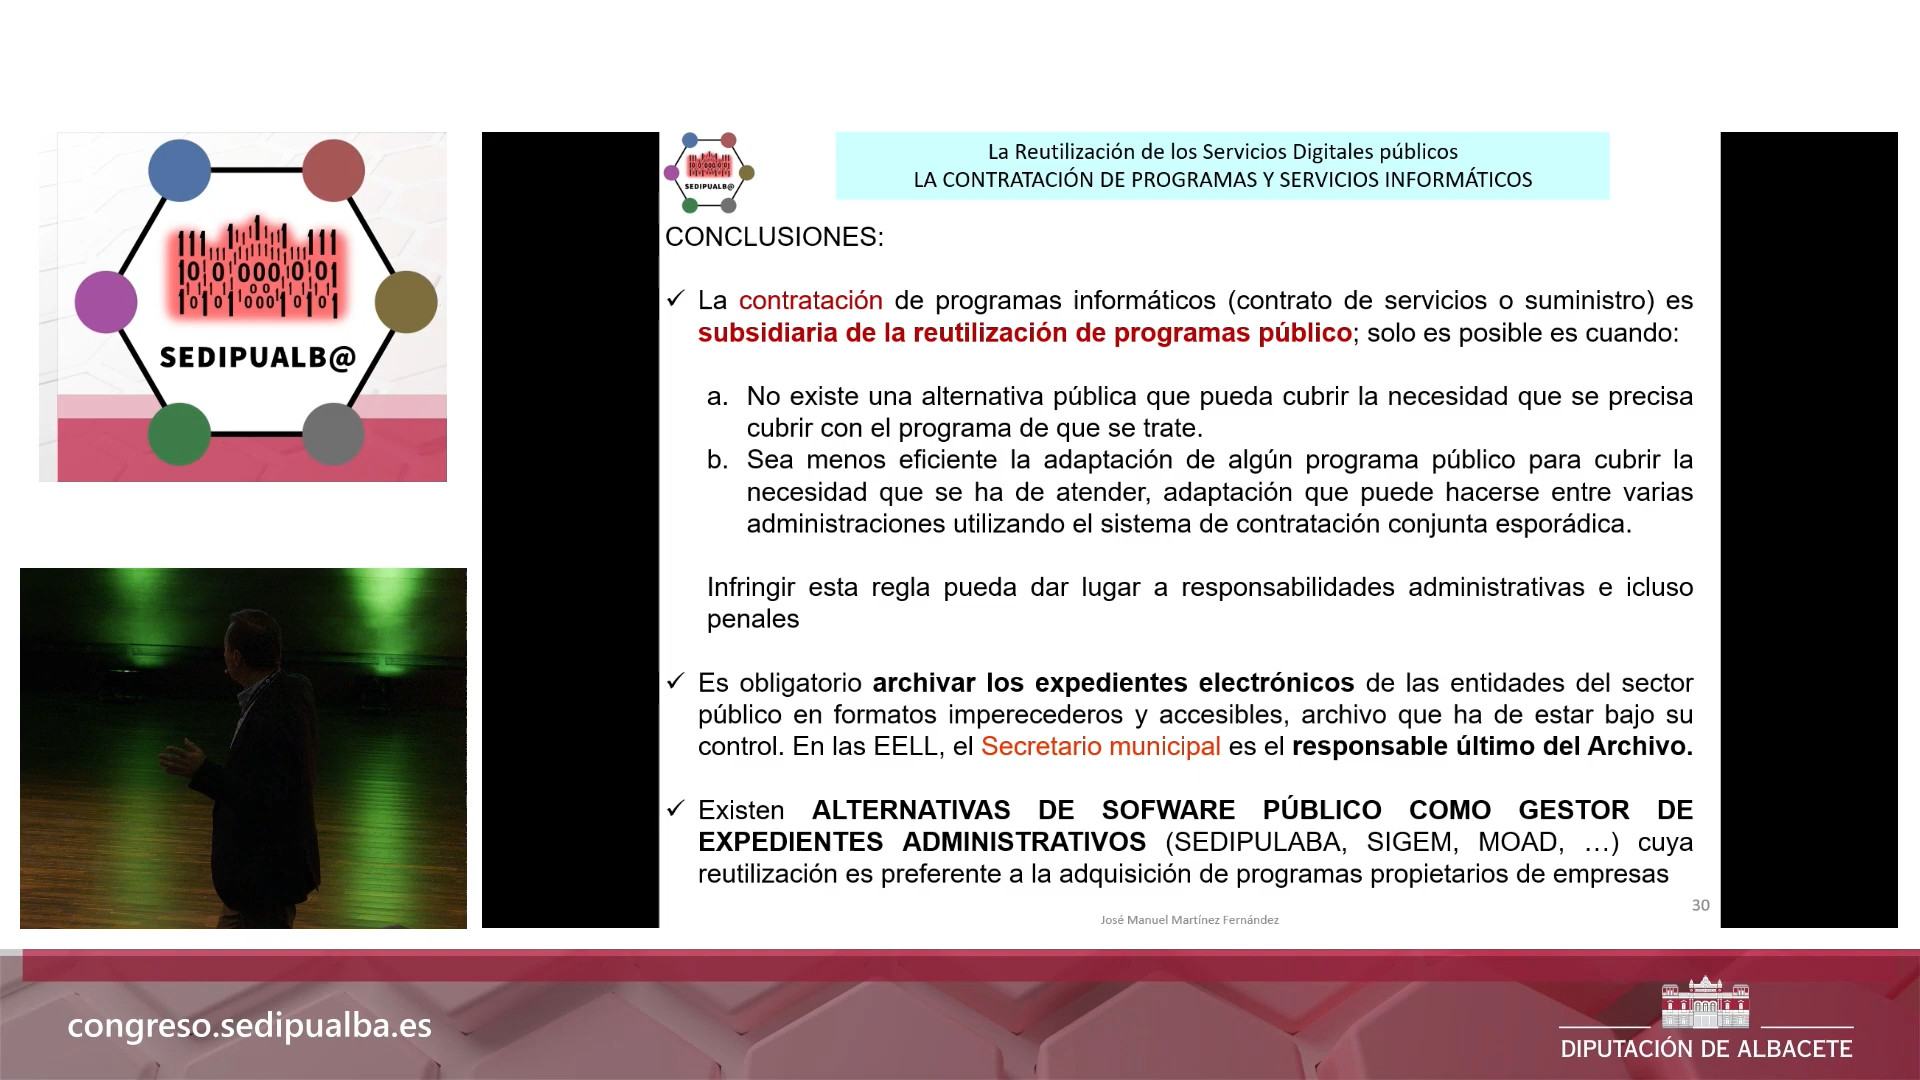 SEDIPUALB@
SEDIPUALB@
La Reutilización de los Servicios Digitales públicos
LA CONTRATACIÓN DE PROGRAMAS Y SERVICIOS INFORMÁTICOS
CONCLUSIONES:
✓ La contratación de programas informáticos (contrato de servicios o suministro) es
subsidiaria de la reutilización de programas público; solo es posible es cuando:
a. No existe una alternativa pública que pueda cubrir la necesidad que se precisa
cubrir con el programa de que se trate.
b. Sea menos eficiente la adaptación de algún programa público para cubrir la
necesidad que se ha de atender, adaptación que puede hacerse entre varias
administraciones utilizando el sistema de contratación conjunta esporádica.
Infringir esta regla pueda dar lugar a responsabilidades administrativas e icluso
penales
✓ Es obligatorio archivar los expedientes electrónicos de las entidades del sector
público en formatos imperecederos y accesibles, archivo que ha de estar bajo su
control. En las EELL, el Secretario municipal es el responsable último del Archivo.
✓ Existen ALTERNATIVAS DE SOFWARE PÚBLICO COMO GESTOR DE
EXPEDIENTES ADMINISTRATIVOS (SEDIPULABA, SIGEM, MOAD, …) cuya
reutilización es preferente a la adquisición de programas propietarios de empresas
30
José Manuel Martínez Fernández
congreso.sedipualba.es
DIPUTACIÓN DE ALBACETE